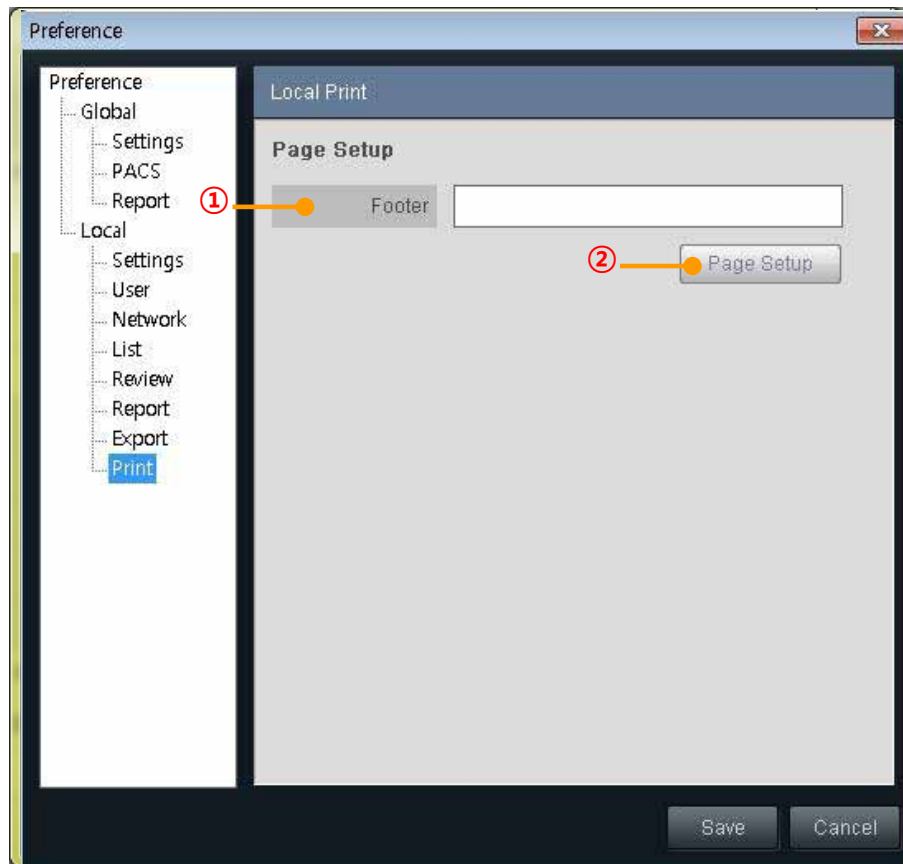 Preference
Preference
Global
Settings
PACS
Report
Local
Settings
User
Network
List
Review
Report
Export
Print
Local Print
Page Setup
① Footer
② Page Setup
Save Cancel